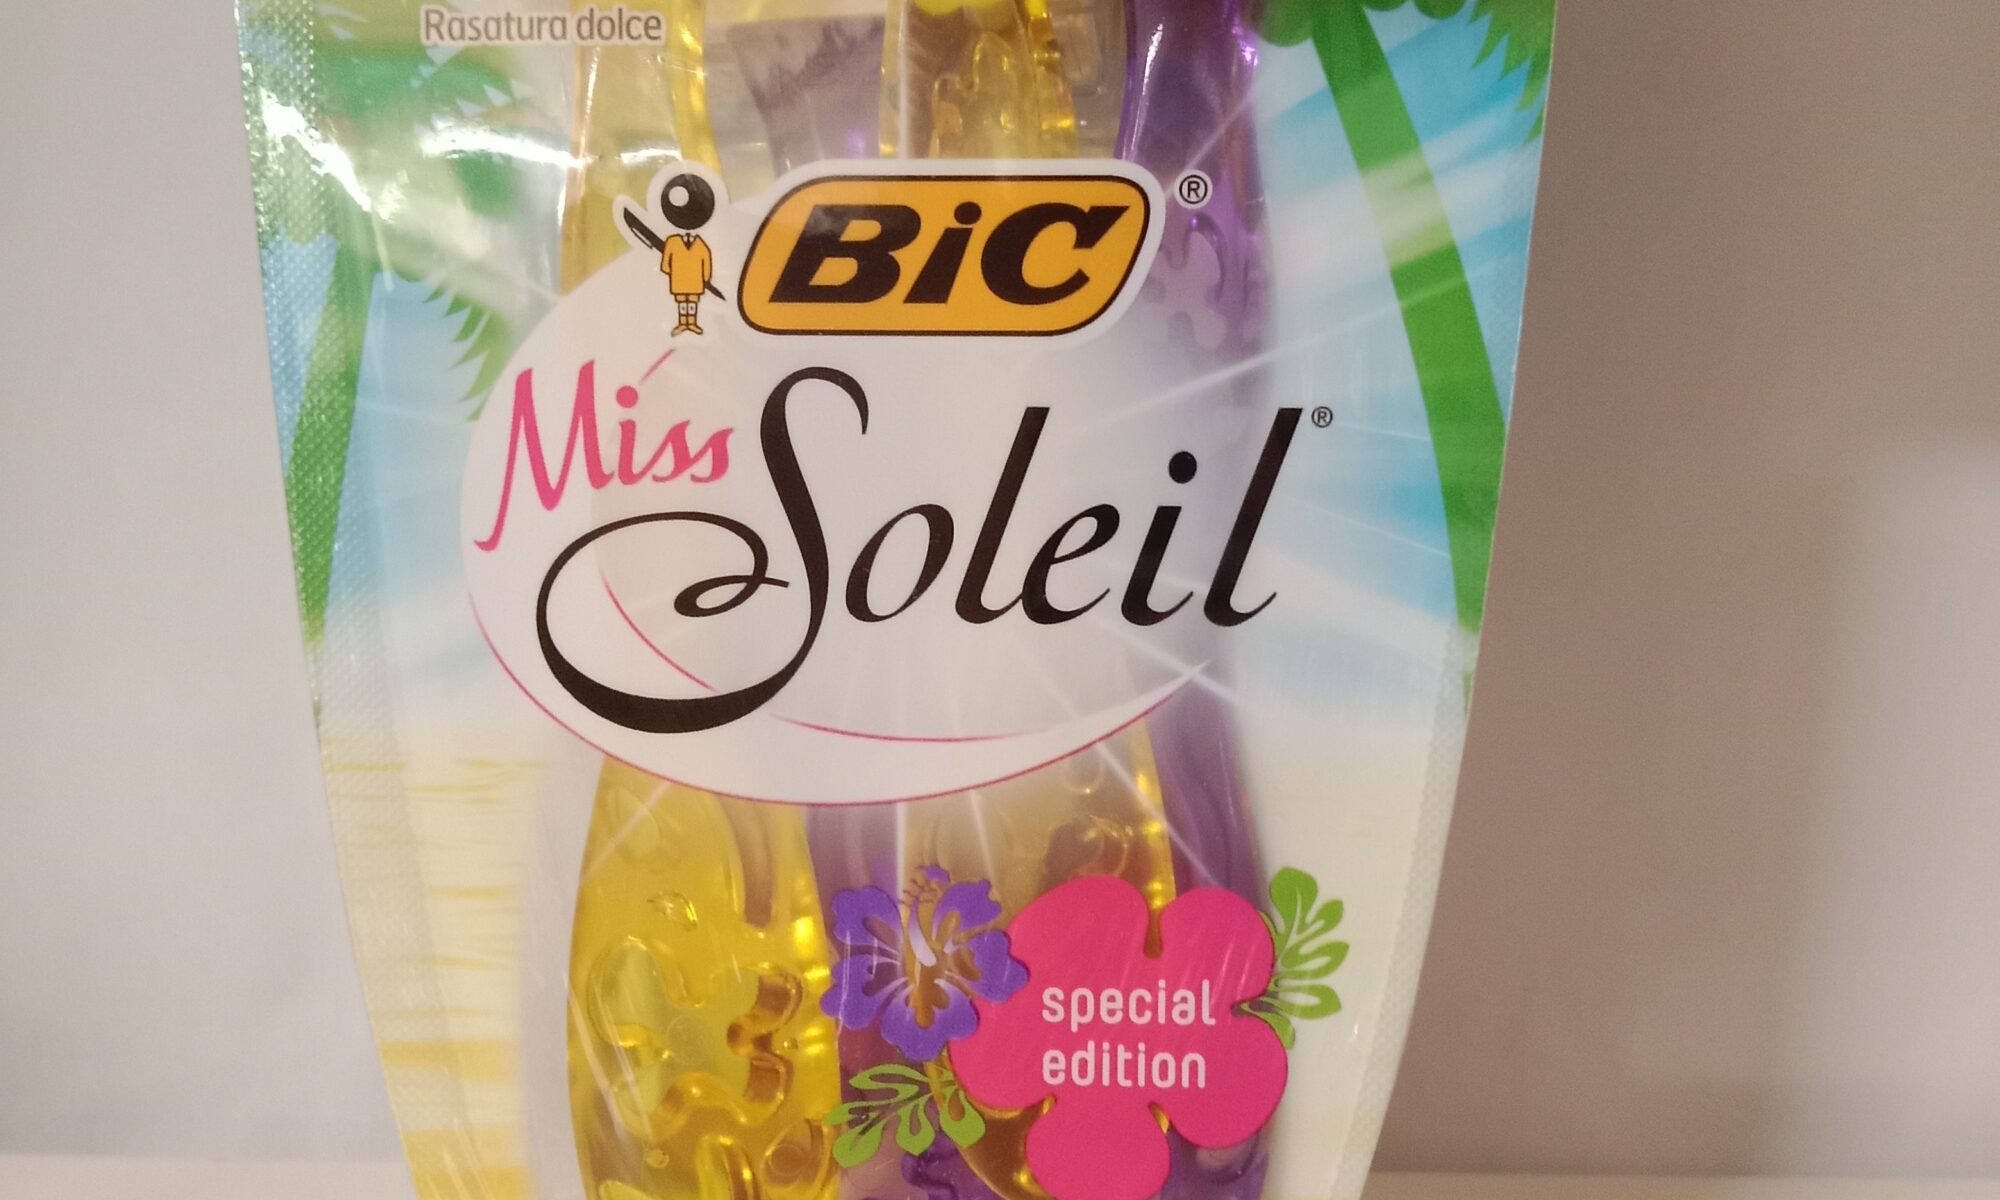 Rasatura dolce
BiC®
Miss
Soleil®
special
edition